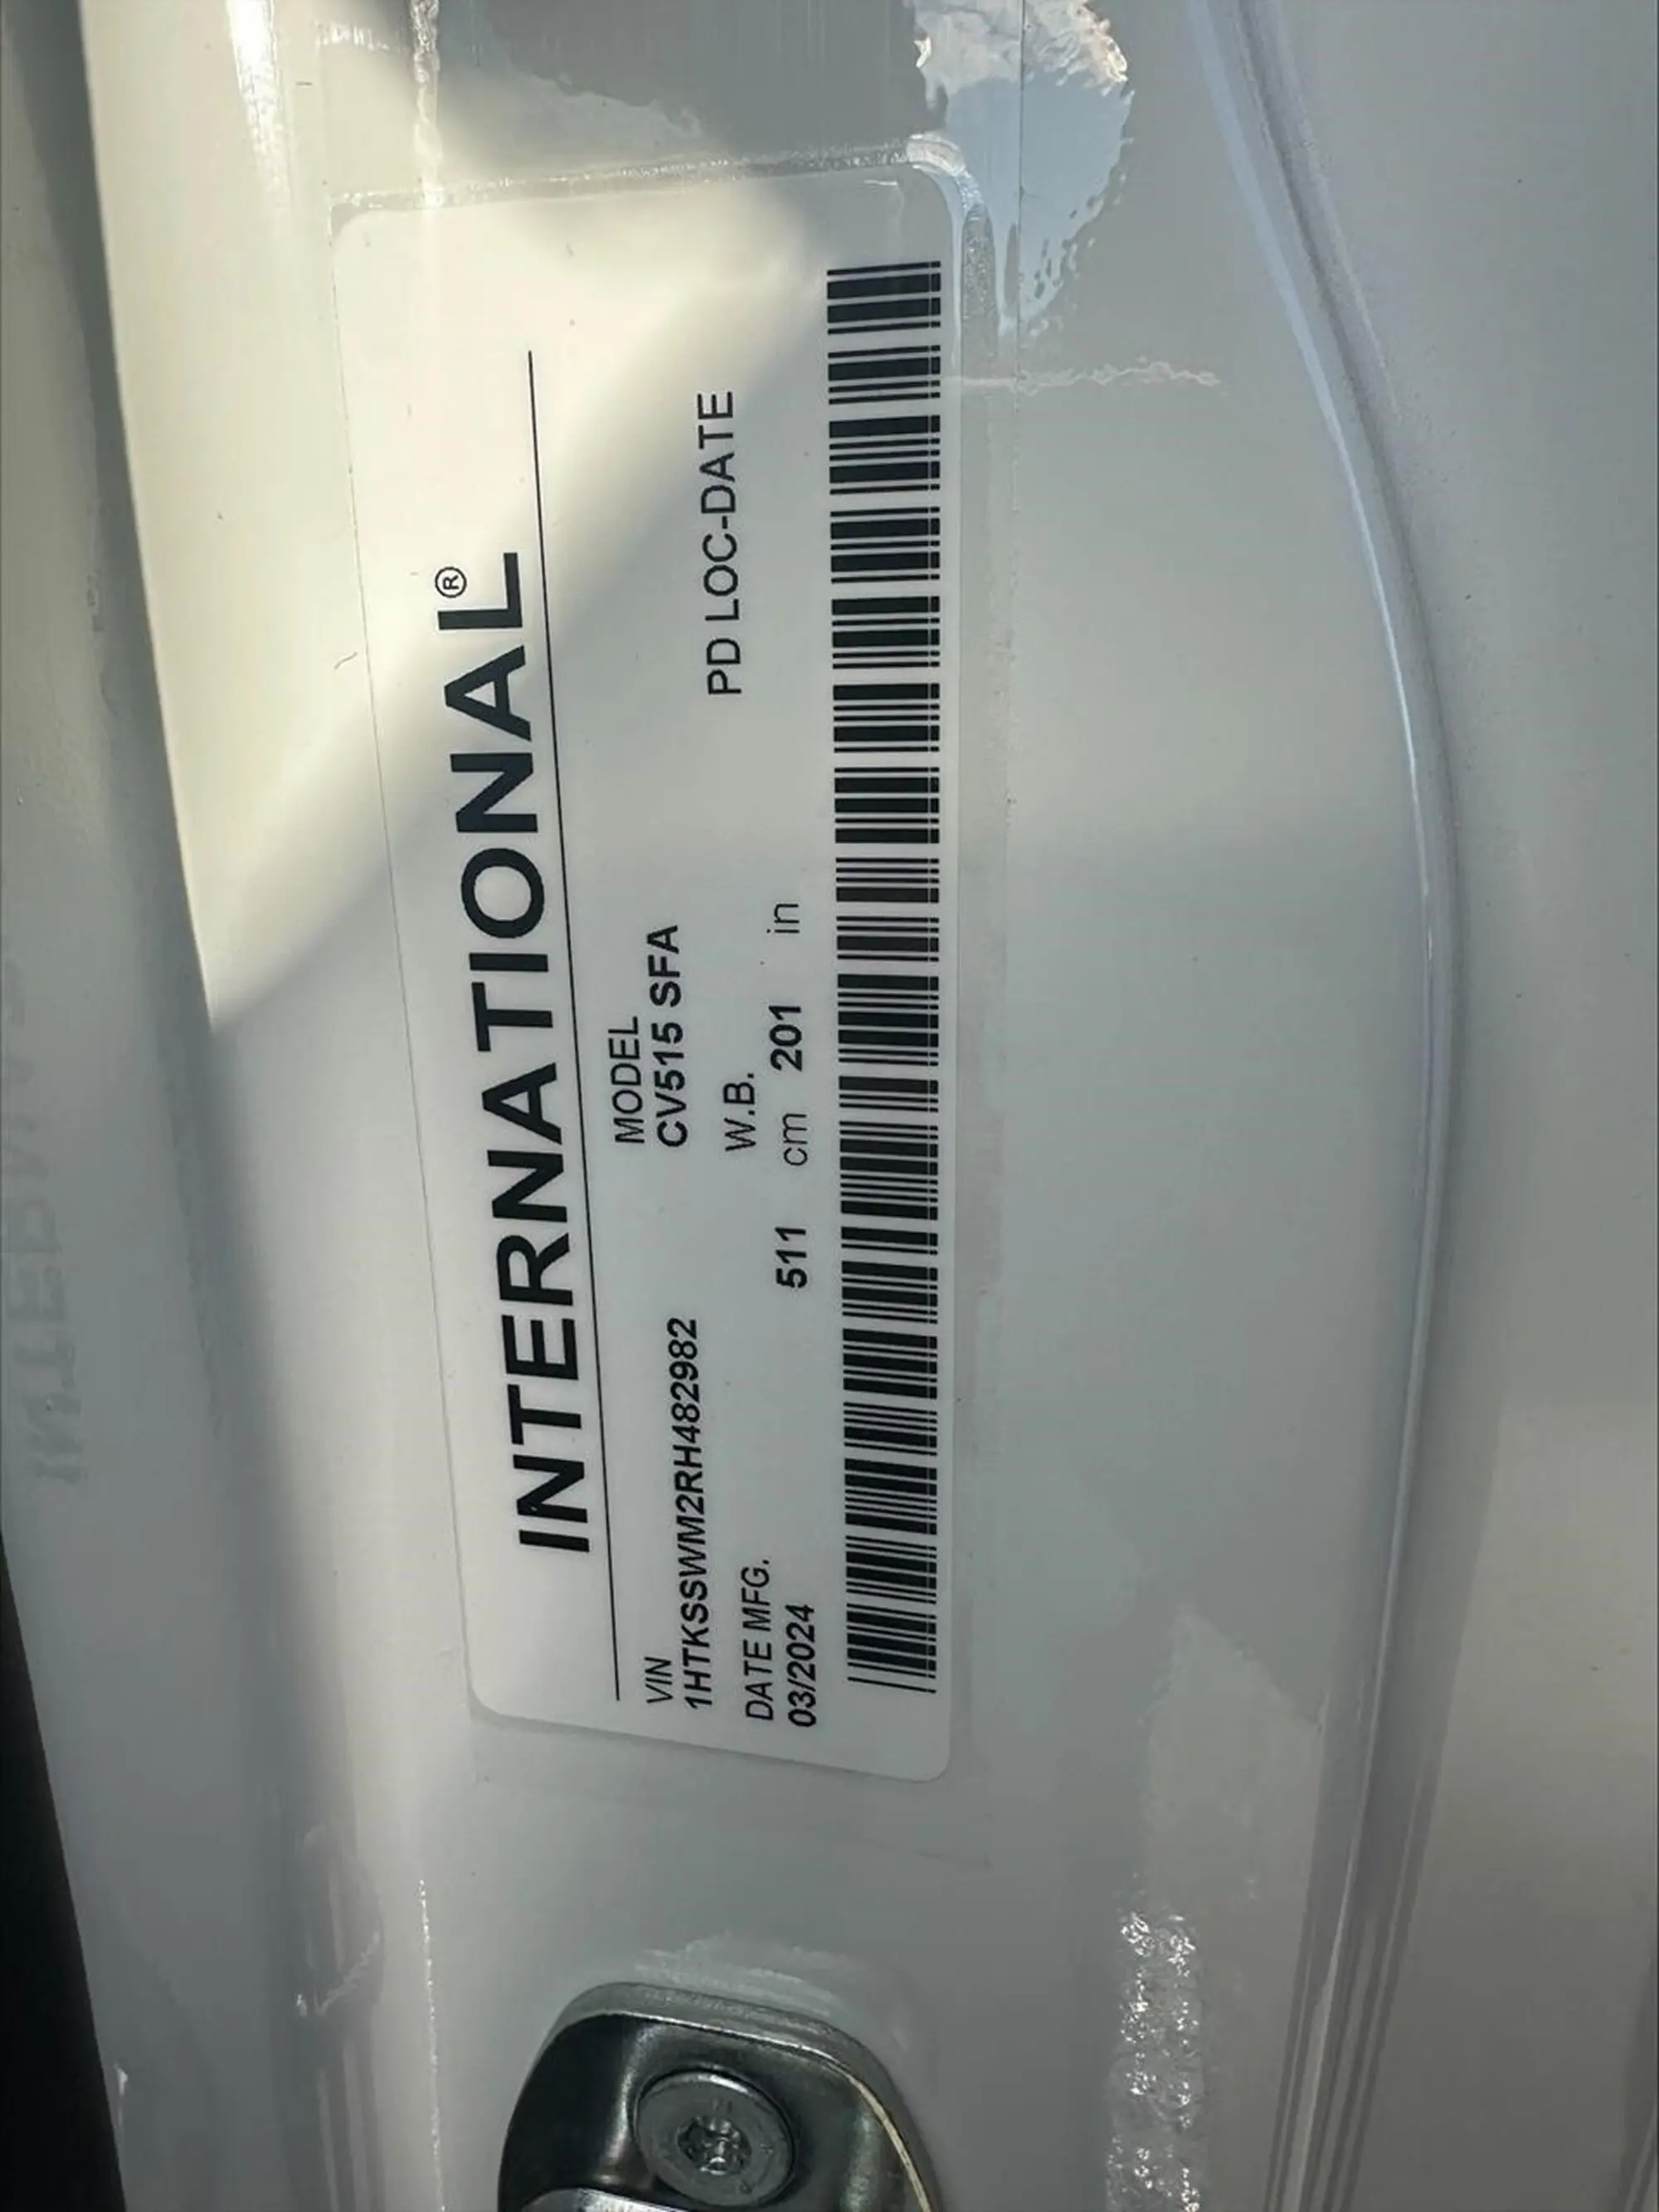 INTERNATIONAL®
VIN
1HTKSSWM2RH482982
MODEL
CV515 SFA
DATE MFG.
03/2024
W.B.
511 cm 201 in
PD LOC-DATE